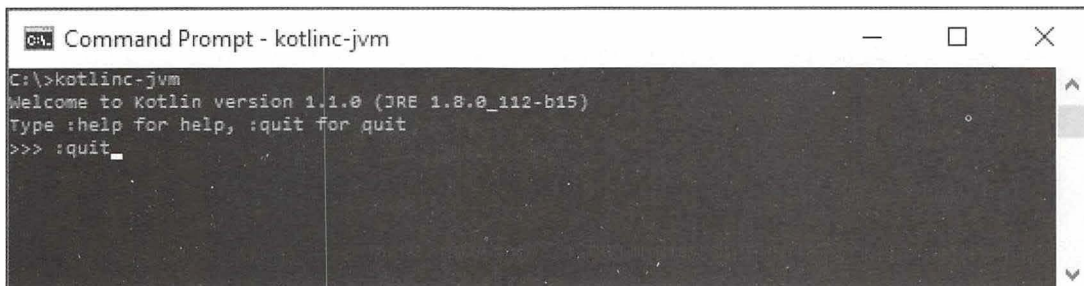 Command Prompt - kotlinc-jvm
C:\>kotlinc-jvm
Welcome to Kotlin version 1.1.0 (JRE 1.8.0_112-b15)
Type :help for help, :quit for quit
>>> :quit